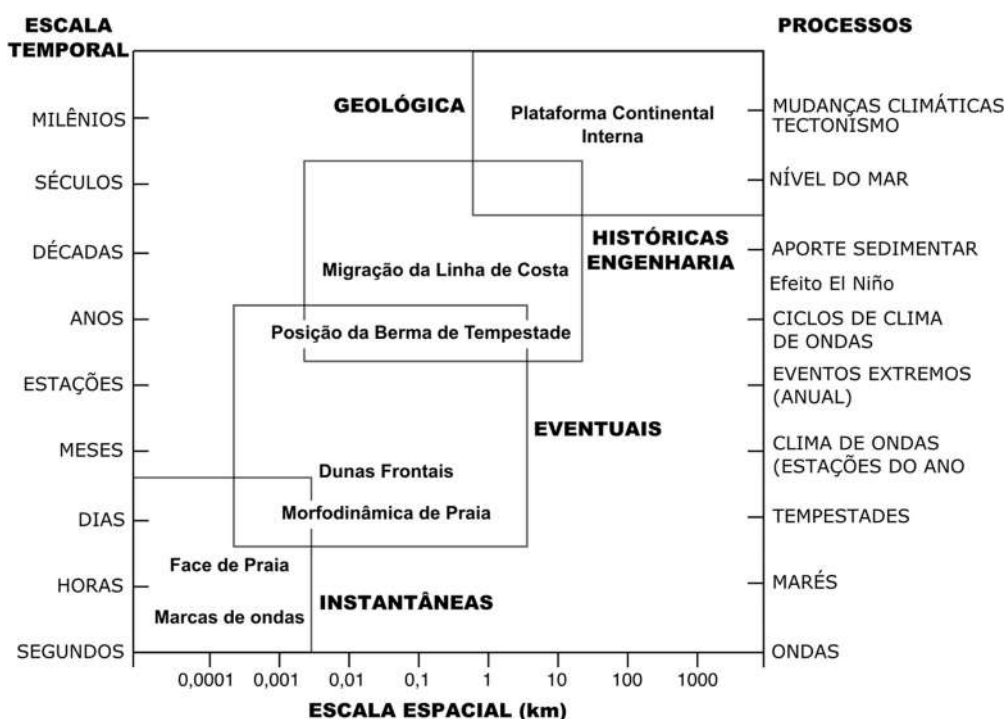 ESCALA
TEMPORAL
PROCESSOS
GEOLÓGICA
Plataforma Continental
Interna
MILÊNIOS
MUDANÇAS CLIMÁTICAS
TECTONISMO
SÉCULOS
NÍVEL DO MAR
HISTÓRICAS
ENGENHARIA
DÉCADAS
APORTE SEDIMENTAR
Migração da Linha de Costa
Efeito El Niño
ANOS
Posição da Berma de Tempestade
CICLOS DE CLIMA
DE ONDAS
ESTAÇÕES
EVENTOS EXTREMOS
(ANUAL)
EVENTUAIS
MESES
CLIMA DE ONDAS
(ESTAÇÕES DO ANO
Dunas Frontais
Morfodinâmica de Praia
DIAS
TEMPESTADES
Face de Praia
HORAS
MARÉS
INSTANTÂNEAS
Marcas de ondas
SEGUNDOS
ONDAS
0,0001 0,001 0,01 0,1 1 10 100 1000
ESCALA ESPACIAL (km)